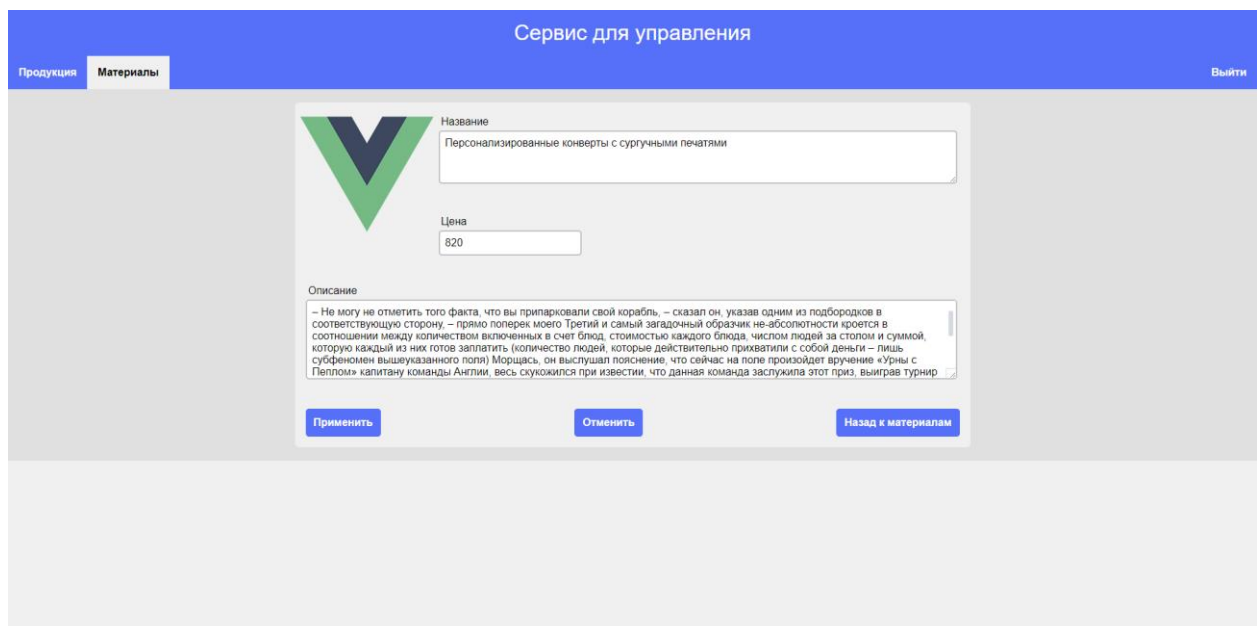 Сервис для управления
Продукция Материалы Выйти
Название
Персонализированные конверты с сургучными печатями
Цена
820
Описание
– Не могу не отметить того факта, что вы припарковали свой корабль, – сказал он, указав одним из подбородков в
соответствующую сторону, – прямо поперек моего Третий и самый загадочный образчик не-абсолютности кроется в
соотношении между количеством включенных в счет блюд, стоимостью каждого блюда, числом людей за столом и суммой,
которую каждый из них готов заплатить (количество людей, которые действительно прихватили с собой деньги – лишь
субфеномен вышеуказанного поля) Морщась, он выслушал пояснение, что сейчас на поле произойдет вручение «Урны с
Пеплом» капитану команды Англии, весь скукожился при известии, что данная команда заслужила этот приз, выиграв турнир
Применить Отменить Назад к материалам